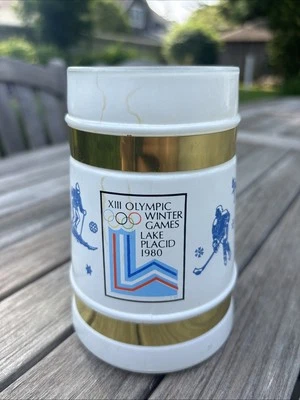 XIII OLYMPIC
WINTER
GAMES
LAKE
PLACID
1980